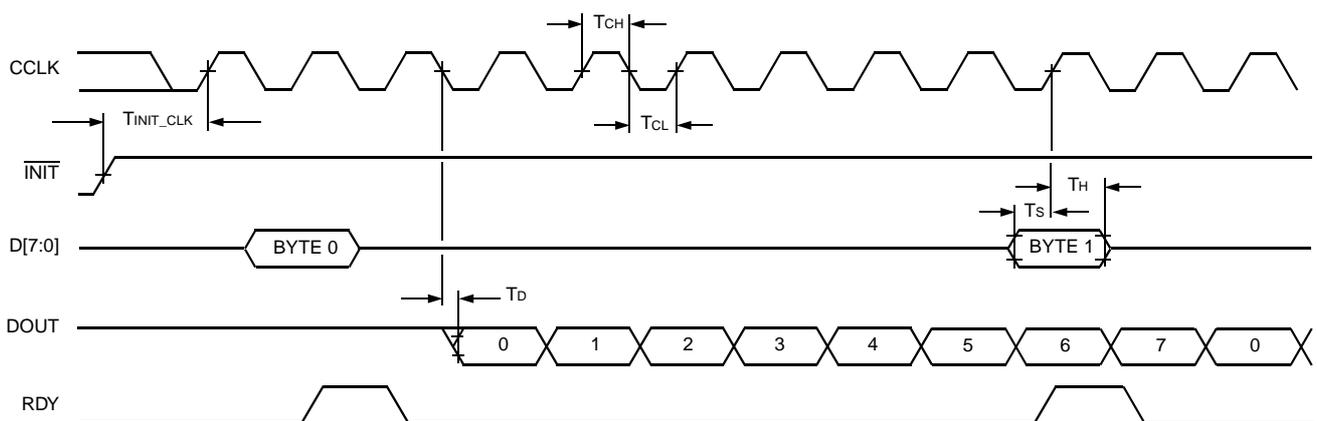 TCH
CCLK
TINIT_CLK
TCL
INIT
TH
TS
D[7:0]
BYTE 0
BYTE 1
TD
DOUT
0 1 2 3 4 5 6 7 0
RDY